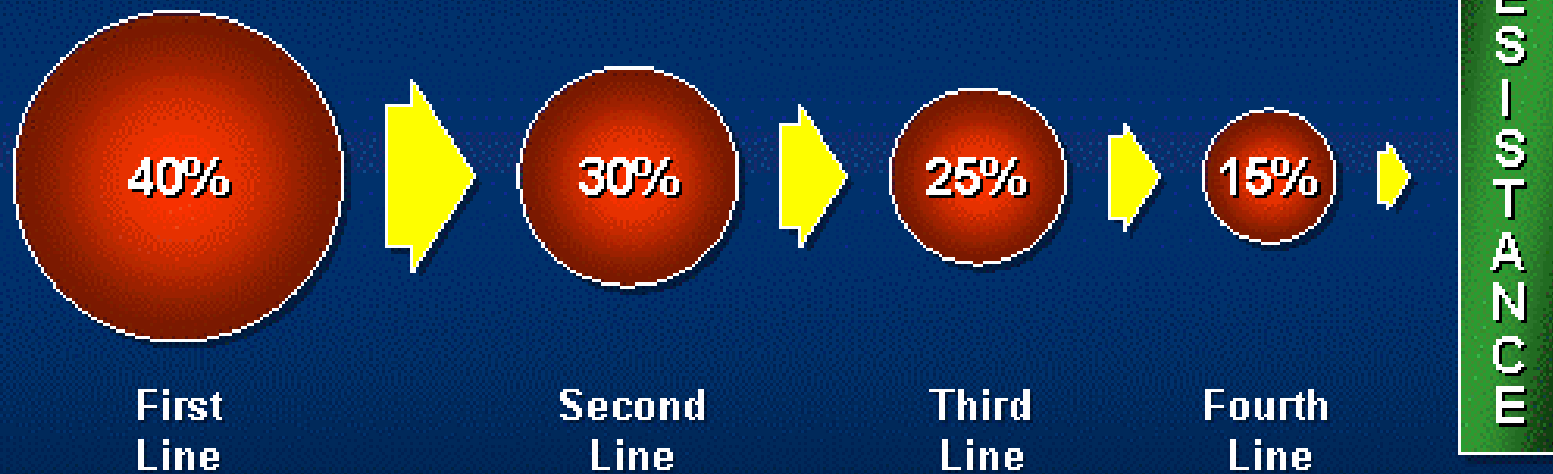 40%
30%
25%
15%
First
Line
Second
Line
Third
Line
Fourth
Line
E
S
I
S
T
A
N
C
E